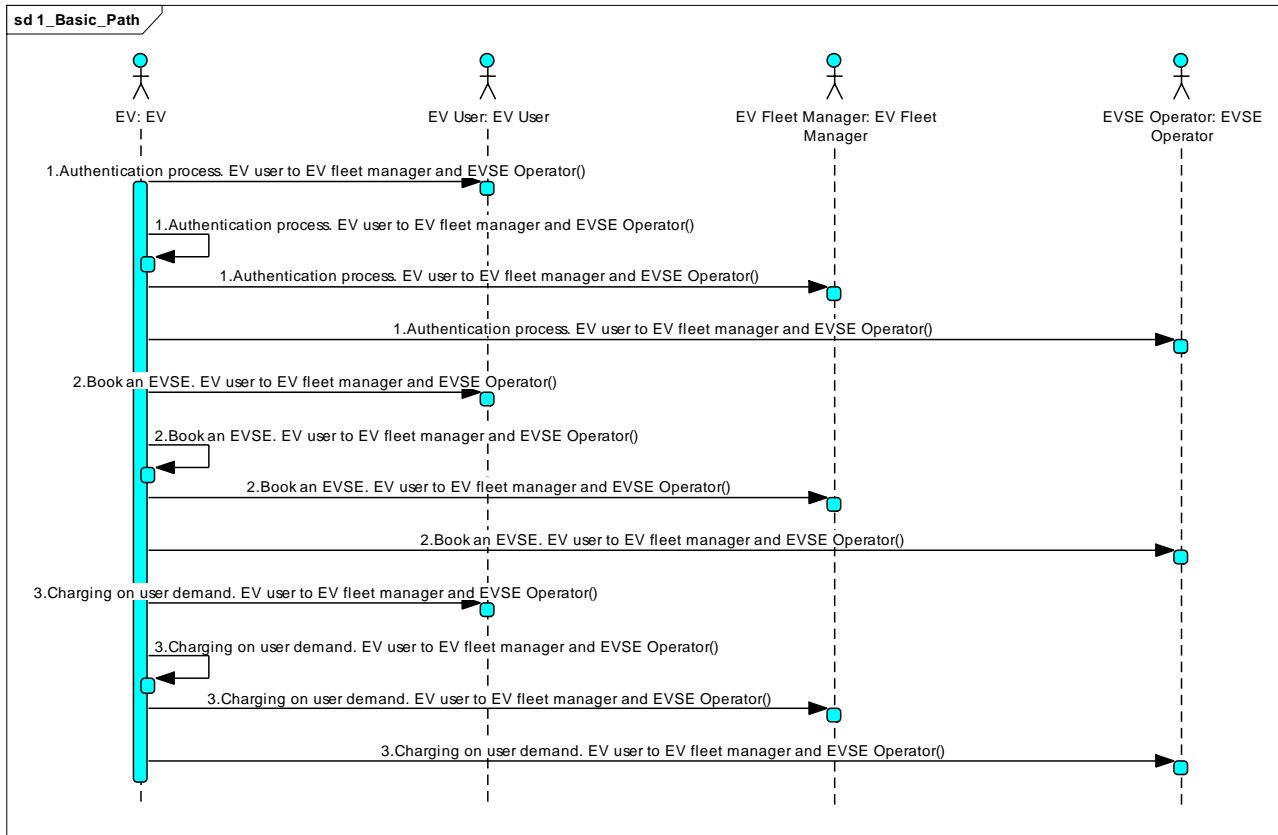 sd 1_Basic_Path
EV: EV
EV User: EV User
EV Fleet Manager: EV Fleet
Manager
EVSE Operator: EVSE
Operator
1.Authentication process. EV user to EV fleet manager and EVSE Operator()
1.Authentication process. EV user to EV fleet manager and EVSE Operator()
1.Authentication process. EV user to EV fleet manager and EVSE Operator()
1.Authentication process. EV user to EV fleet manager and EVSE Operator()
2.Book an EVSE. EV user to EV fleet manager and EVSE Operator()
2.Book an EVSE. EV user to EV fleet manager and EVSE Operator()
2.Book an EVSE. EV user to EV fleet manager and EVSE Operator()
2.Book an EVSE. EV user to EV fleet manager and EVSE Operator()
3.Charging on user demand. EV user to EV fleet manager and EVSE Operator()
3.Charging on user demand. EV user to EV fleet manager and EVSE Operator()
3.Charging on user demand. EV user to EV fleet manager and EVSE Operator()
3.Charging on user demand. EV user to EV fleet manager and EVSE Operator()